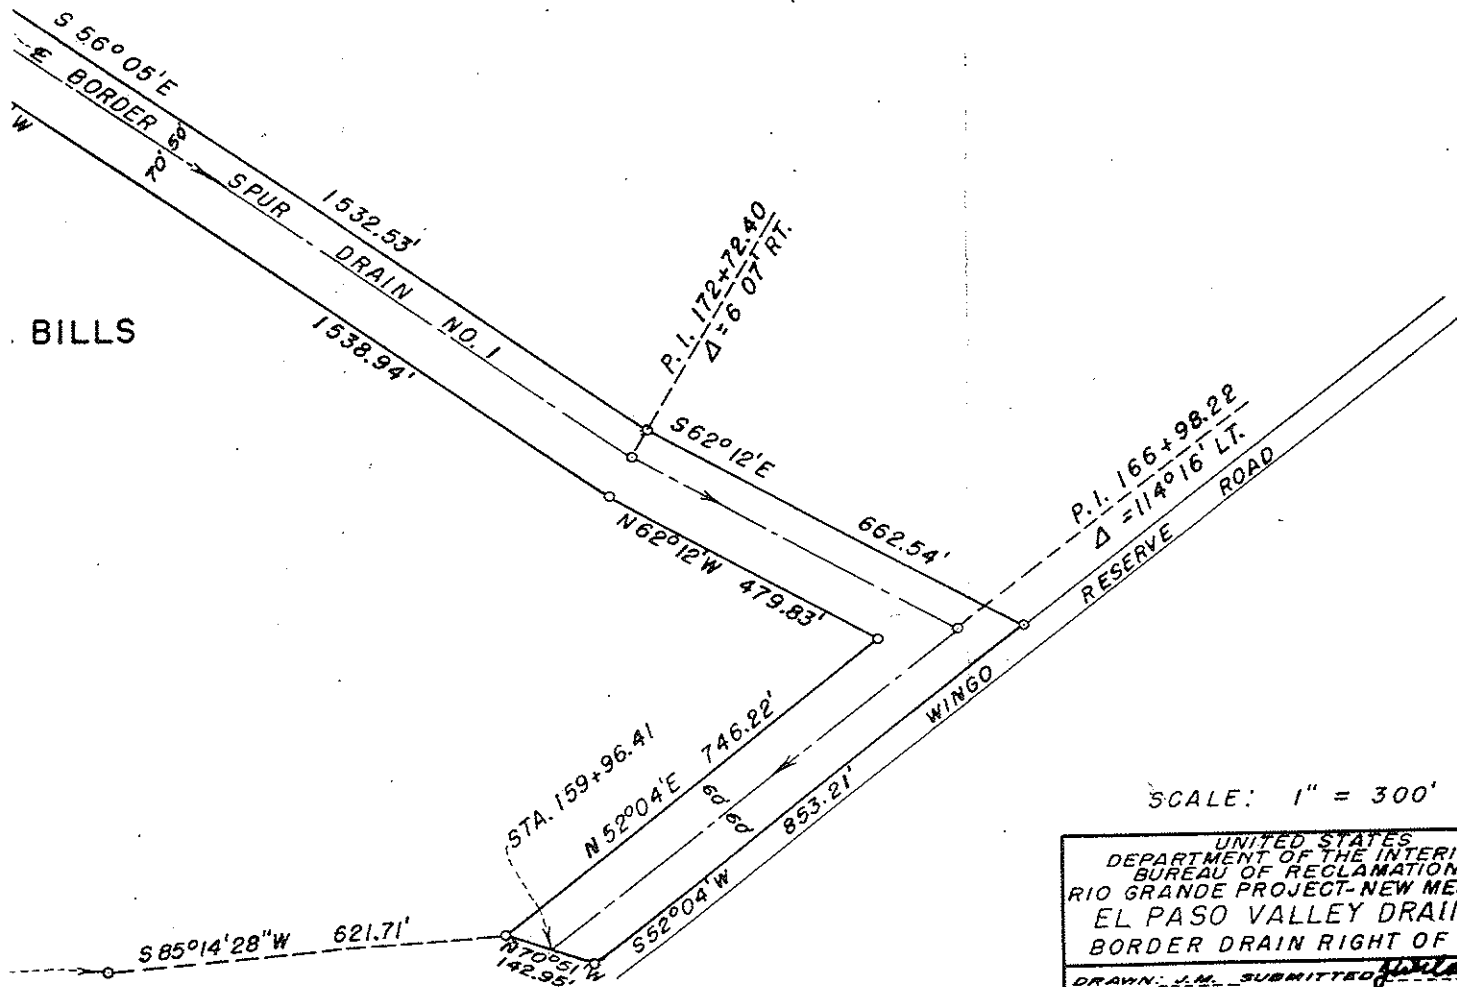 S 56°05'E
℄ BORDER SPUR DRAIN NO. 1
W
70' 50'
1532.53'
1538.94'
BILLS
P.I. 172+72.40
Δ = 6°07' RT.
S62°12'E
662.54'
N62°12'W 479.83'
P.I. 166+98.22
Δ =114°16' LT.
WINGO RESERVE ROAD
STA. 159+96.41
N52°04'E 746.22'
60' 60'
S52°04'W 853.21'
S85°14'28"W 621.71'
N70°51'W
142.95'
SCALE: 1" = 300'
UNITED STATES
DEPARTMENT OF THE INTERI
BUREAU OF RECLAMATION
RIO GRANDE PROJECT-NEW ME
EL PASO VALLEY DRAI
BORDER DRAIN RIGHT OF
DRAWN: J.M. SUBMITTED